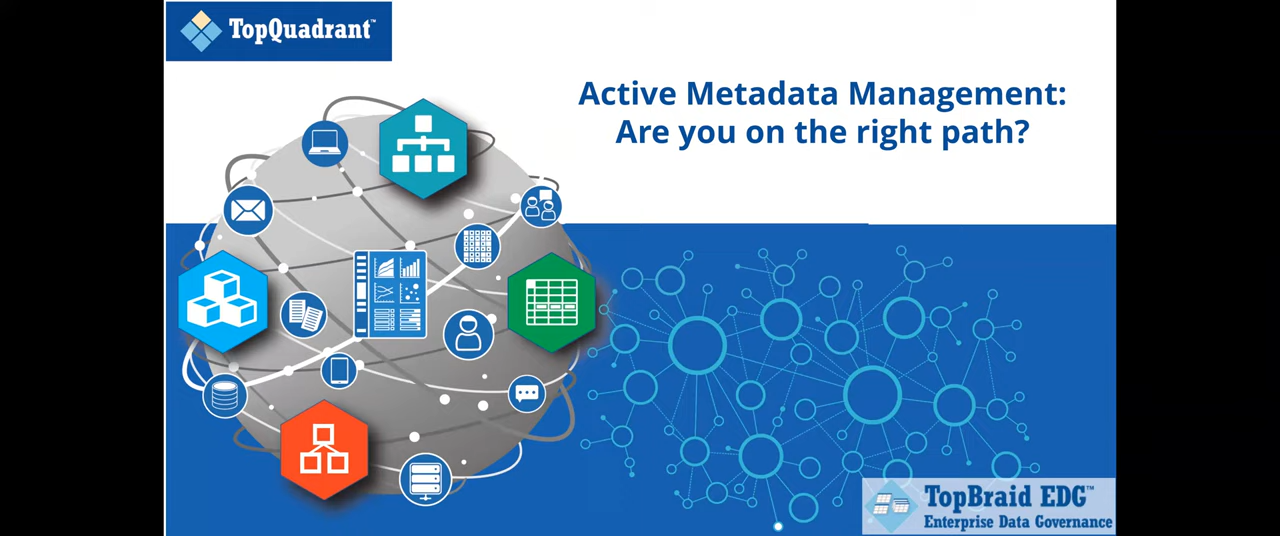 TopQuadrant™
Active Metadata Management:
Are you on the right path?
TopBraid EDG™
Enterprise Data Governance